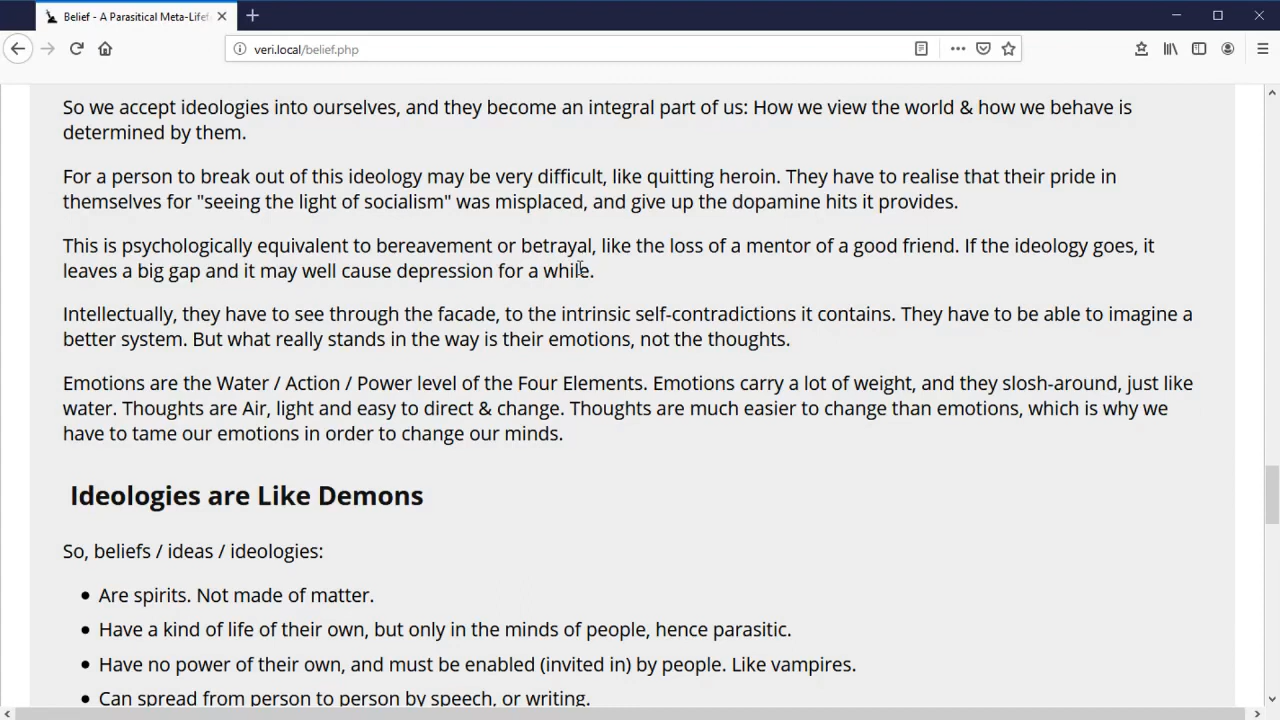 Belief - A Parasitical Meta-Lifef
veri.local/belief.php
So we accept ideologies into ourselves, and they become an integral part of us: How we view the world & how we behave is
determined by them.
For a person to break out of this ideology may be very difficult, like quitting heroin. They have to realise that their pride in
themselves for "seeing the light of socialism" was misplaced, and give up the dopamine hits it provides.
This is psychologically equivalent to bereavement or betrayal, like the loss of a mentor of a good friend. If the ideology goes, it
leaves a big gap and it may well cause depression for a while.
Intellectually, they have to see through the facade, to the intrinsic self-contradictions it contains. They have to be able to imagine a
better system. But what really stands in the way is their emotions, not the thoughts.
Emotions are the Water / Action / Power level of the Four Elements. Emotions carry a lot of weight, and they slosh-around, just like
water. Thoughts are Air, light and easy to direct & change. Thoughts are much easier to change than emotions, which is why we
have to tame our emotions in order to change our minds.
Ideologies are Like Demons
So, beliefs / ideas / ideologies:
• Are spirits. Not made of matter.
• Have a kind of life of their own, but only in the minds of people, hence parasitic.
• Have no power of their own, and must be enabled (invited in) by people. Like vampires.
• Can spread from person to person by speech, or writing.